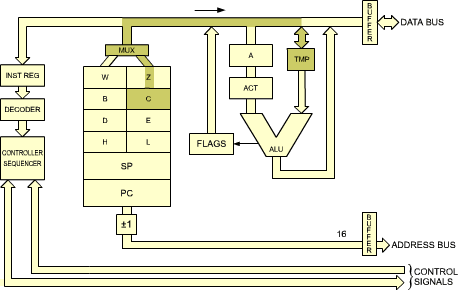 BUFFER
DATA BUS
MUX
INST REG
W
Z
A
TMP
B
C
ACT
DECODER
D
E
H
L
FLAGS
ALU
CONTROLLER
SEQUENCER
SP
PC
±1
16
BUFFER
ADDRESS BUS
CONTROL
SIGNALS